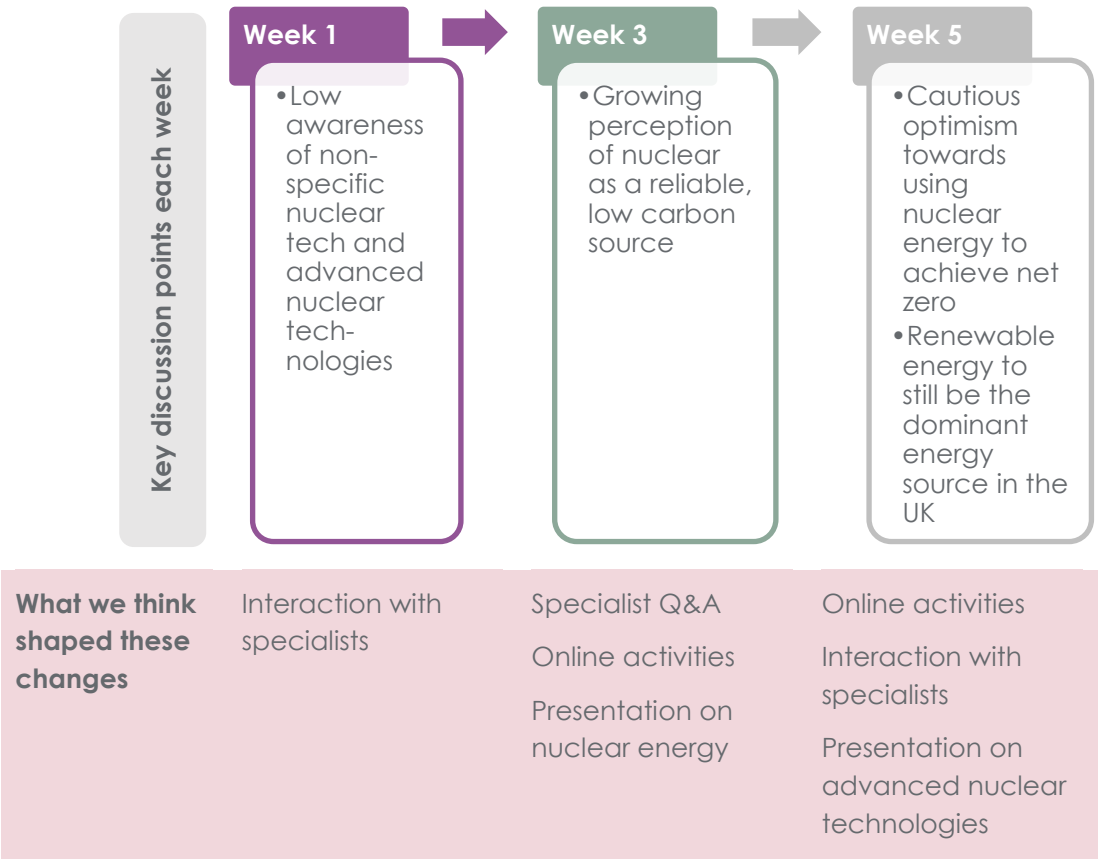 Key discussion points each week
Week 1
•Low
awareness
of non-
specific
nuclear
tech and
advanced
nuclear
tech-
nologies
Week 3
•Growing
perception
of nuclear
as a reliable,
low carbon
source
Week 5
•Cautious
optimism
towards
using
nuclear
energy to
achieve net
zero
•Renewable
energy to
still be the
dominant
energy
source in the
UK
What we think
shaped these
changes
Interaction with
specialists
Specialist Q&A
Online activities
Presentation on
nuclear energy
Online activities
Interaction with
specialists
Presentation on
advanced nuclear
technologies